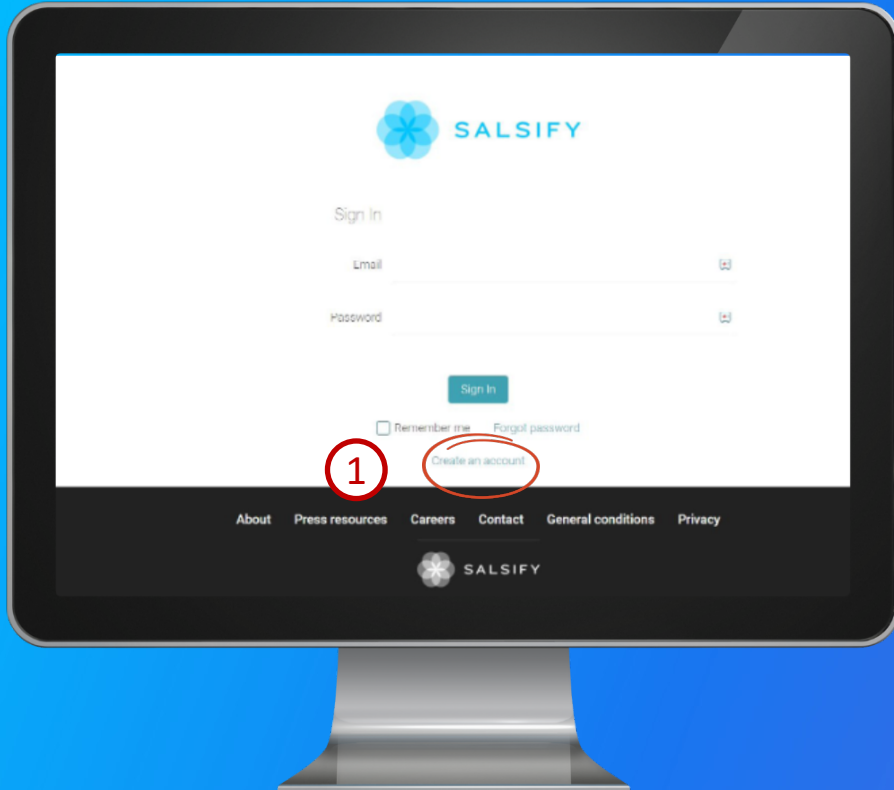 SALSIFY
Sign In
Email
Password
Sign In
Remember me Forgot password
Create an account
1
About Press resources Careers Contact General conditions Privacy
SALSIFY